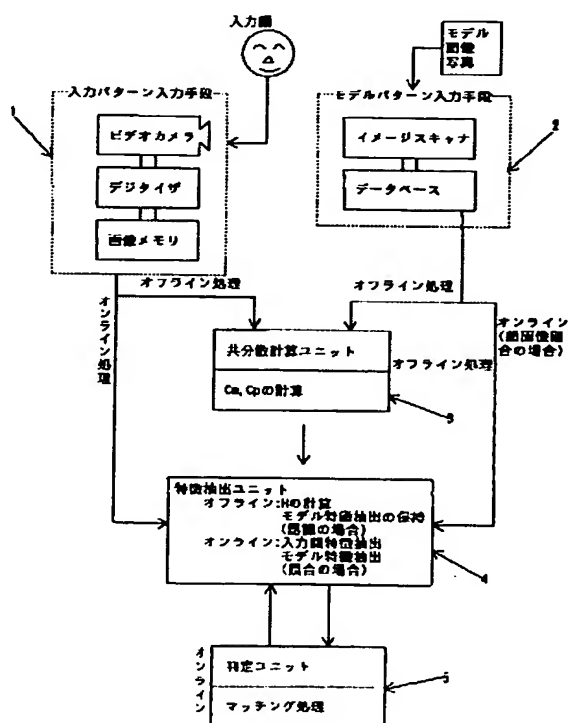 入力顔
モデル
画像
写真
入力パターン入力手段
モデルパターン入力手段
1
2
ビデオカメラ
イメージスキャナ
デジタイザ
データベース
画像メモリ
オフライン処理
オフライン処理
オンライン処理
オンライン
合の場合)
共分散計算ユニット
オフライン処理
Ca,Cpの計算
3
特徴抽出ユニット
オフライン:Hの計算
モデル特徴抽出の保持
(認識の場合)
オンライン:入力顔特徴抽出
モデル特徴抽出
(照合の場合)
4
オンライン
判定ユニット
マッチング処理
5